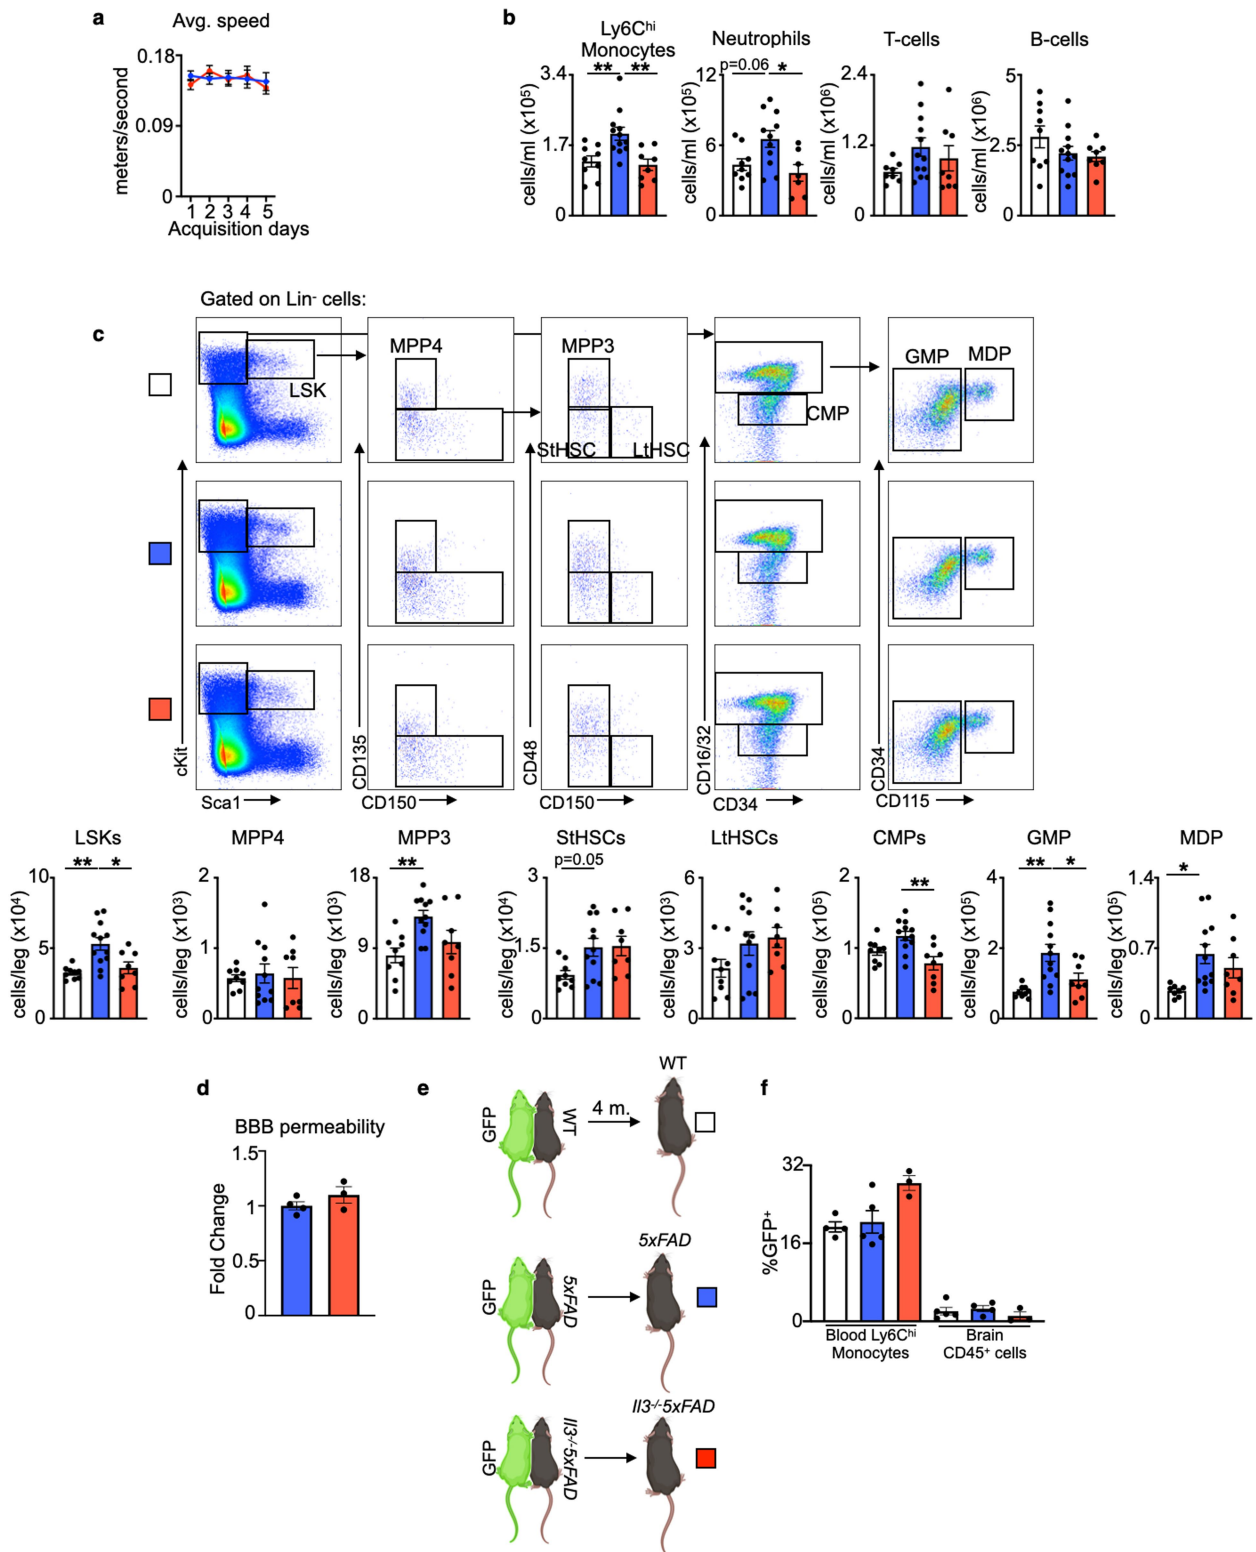 a
Avg. speed
meters/second
0.18
0.09
0
1 2 3 4 5
Acquisition days
b
Ly6Chi
Monocytes
** **
cells/ml (x10⁵)
3.4
1.7
0
Neutrophils
p=0.06 *
cells/ml (x10⁵)
12
6
0
T-cells
cells/ml (x10⁶)
2.4
1.2
0
B-cells
cells/ml (x10⁶)
5
2.5
0
Gated on Lin- cells:
c
LSK
MPP4
MPP3
StHSC
LtHSC
CMP
GMP
MDP
cKit
Sca1
CD135
CD150
CD48
CD150
CD16/32
CD34
CD34
CD115
LSKs
** *
cells/leg (x10⁴)
10
5
0
MPP4
cells/leg (x10³)
2
1
0
MPP3
**
cells/leg (x10³)
18
9
0
StHSCs
p=0.05
cells/leg (x10⁴)
3
1.5
0
LtHSCs
cells/leg (x10³)
6
3
0
CMPs
**
cells/leg (x10⁵)
2
1
0
GMP
** *
cells/leg (x10⁵)
4
2
0
MDP
*
cells/leg (x10⁵)
1.4
0.7
0
d
BBB permeability
Fold Change
1.5
1
0.5
0
e
GFP
WT
4 m.
WT
GFP
5xFAD
5xFAD
GFP
Il3-/-5xFAD
Il3-/-5xFAD
f
%GFP+
32
16
0
Blood Ly6Chi
Monocytes
Brain
CD45+ cells